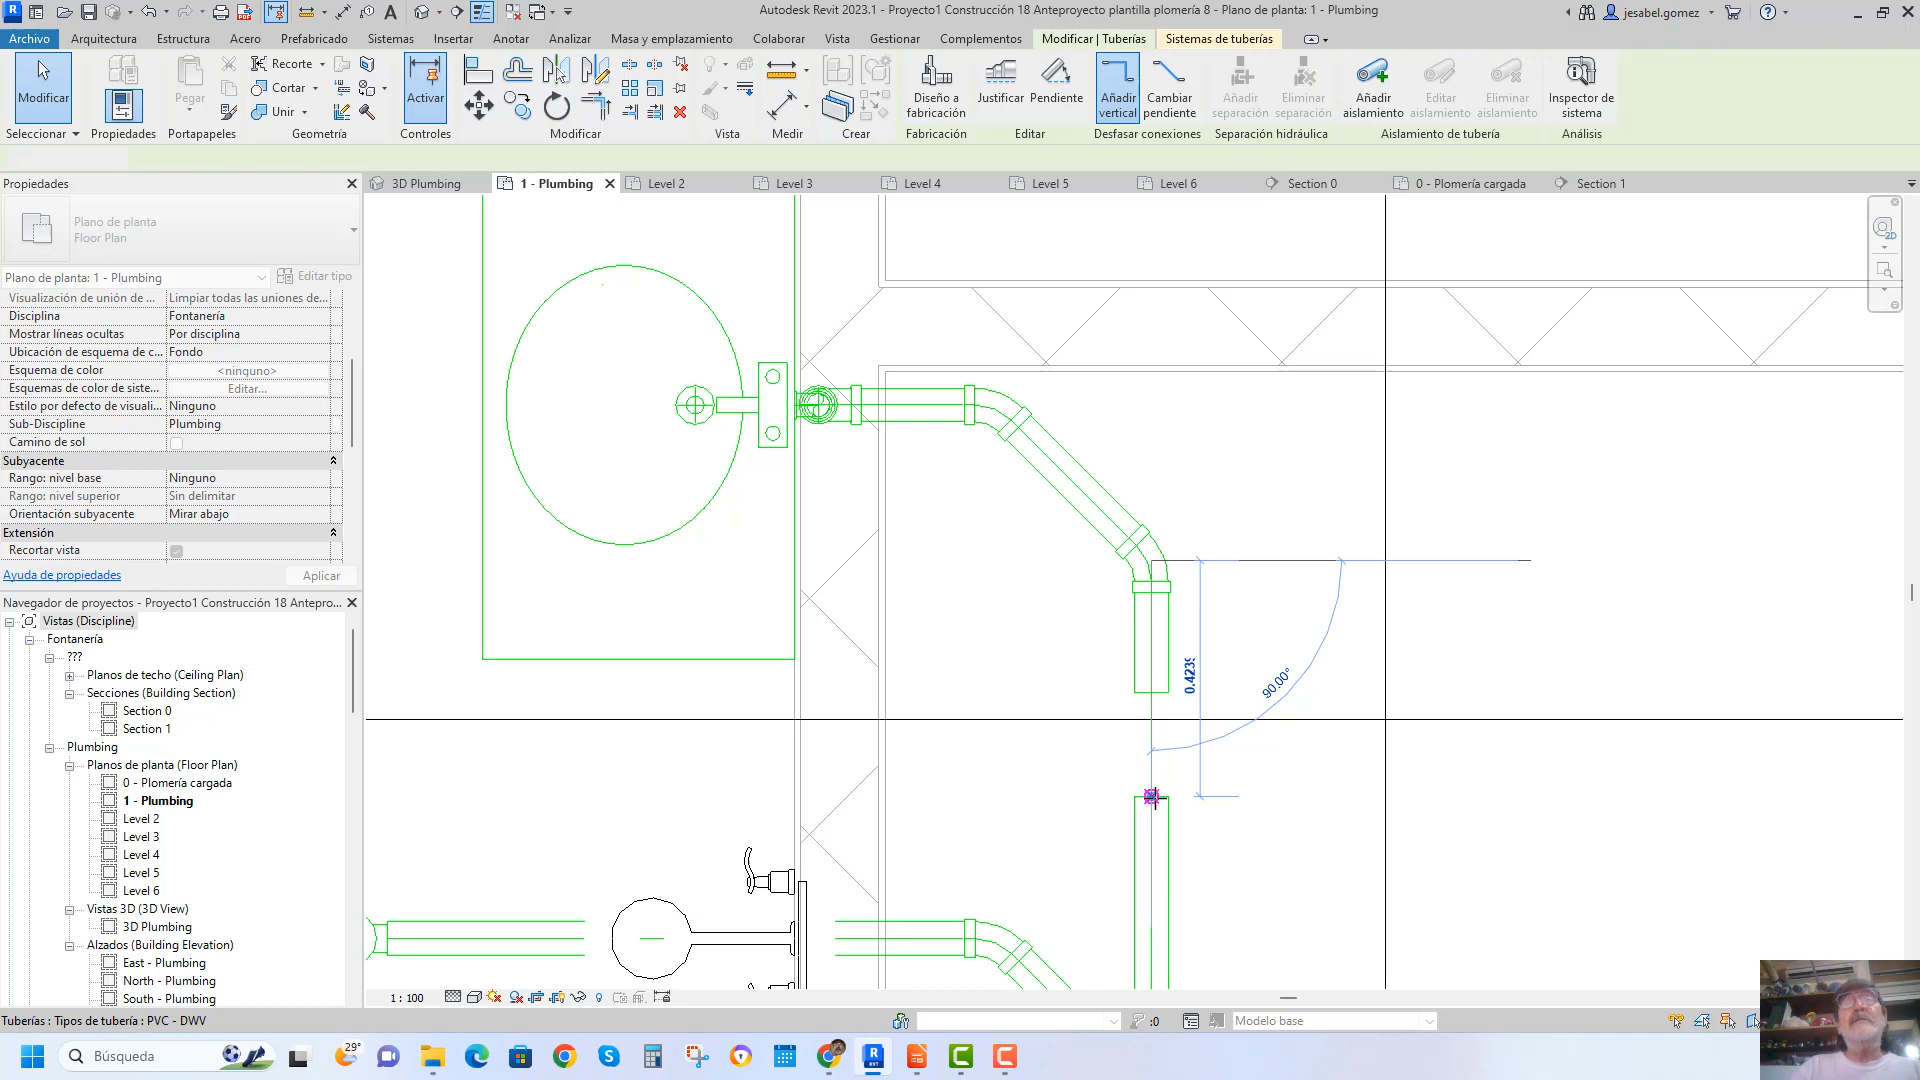 Autodesk Revit 2023.1 - Proyecto1 Construcción 18 Anteproyecto plantilla plomería 8 - Plano de planta: 1 - Plumbing
jesabel.gomez
Archivo Arquitectura Estructura Acero Prefabricado Sistemas Insertar Anotar Analizar Masa y emplazamiento Colaborar Vista Gestionar Complementos Modificar | Tuberías Sistemas de tuberías
Modificar
Pegar
Recorte
Cortar
Unir
Activar
Diseño a fabricación
Justificar
Pendiente
Añadir vertical
Cambiar pendiente
Añadir separación
Eliminar separación
Añadir aislamiento
Editar aislamiento
Eliminar aislamiento
Inspector de sistema
Seleccionar Propiedades Portapapeles Geometría Controles Modificar Vista Medir Crear Fabricación Editar Desfasar conexiones Separación hidráulica Aislamiento de tubería Análisis
Propiedades
3D Plumbing 1 - Plumbing Level 2 Level 3 Level 4 Level 5 Level 6 Section 0 0 - Plomería cargada Section 1
Plano de planta
Floor Plan
Plano de planta: 1 - Plumbing Editar tipo
Visualización de unión de ... Limpiar todas las uniones de...
Disciplina Fontanería
Mostrar líneas ocultas Por disciplina
Ubicación de esquema de c... Fondo
Esquema de color <ninguno>
Esquemas de color de siste... Editar...
Estilo por defecto de visuali... Ninguno
Sub-Discipline Plumbing
Camino de sol
Subyacente
Rango: nivel base Ninguno
Rango: nivel superior Sin delimitar
Orientación subyacente Mirar abajo
Extensión
Recortar vista
Ayuda de propiedades Aplicar
Navegador de proyectos - Proyecto1 Construcción 18 Antepro...
Vistas (Discipline)
Fontanería
???
Planos de techo (Ceiling Plan)
Secciones (Building Section)
Section 0
Section 1
Plumbing
Planos de planta (Floor Plan)
0 - Plomería cargada
1 - Plumbing
Level 2
Level 3
Level 4
Level 5
Level 6
Vistas 3D (3D View)
3D Plumbing
Alzados (Building Elevation)
East - Plumbing
North - Plumbing
South - Plumbing
90.00°
2D
1 : 100
Tuberías : Tipos de tubería : PVC - DWV
:0
Modelo base
Búsqueda
29°